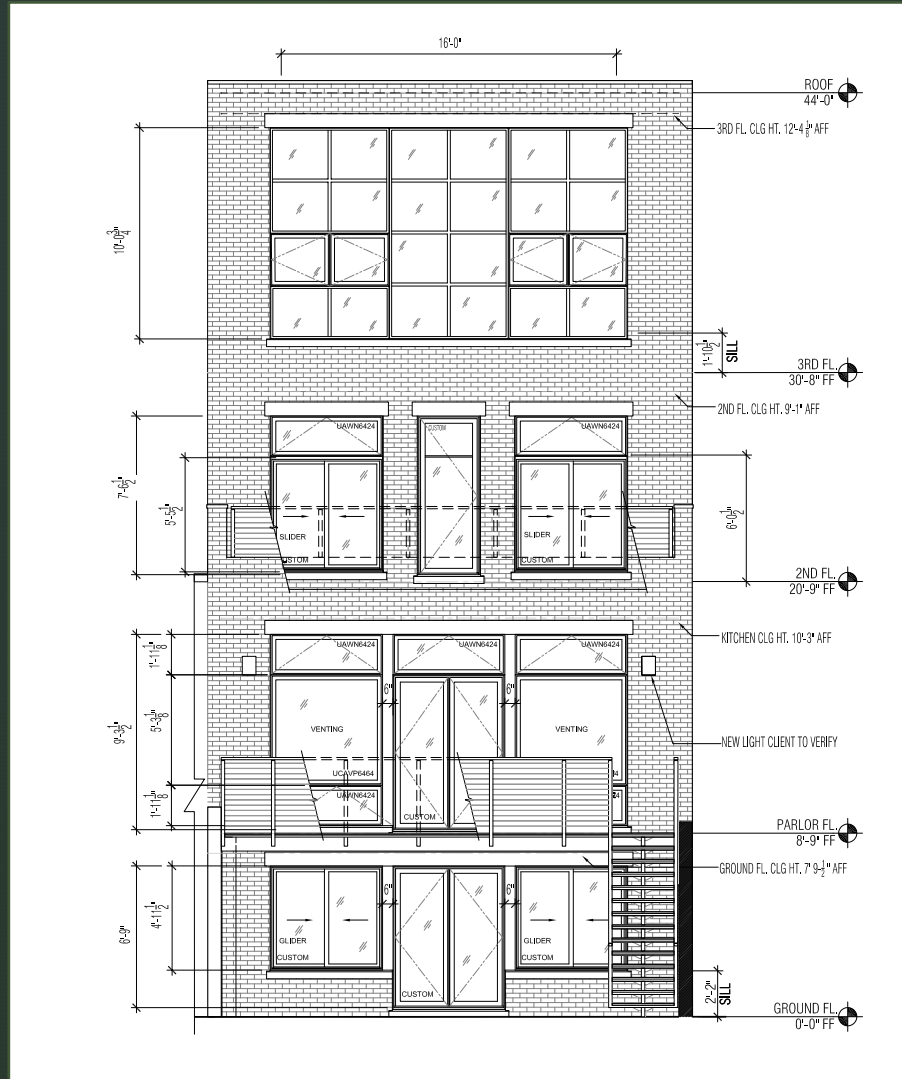 16'-0"
ROOF
44'-0"
3RD FL. CLG HT. 12'-4 1/8" AFF
10'-0 3/4"
1'-10 1/2"
SILL
3RD FL.
30'-8" FF
2ND FL. CLG HT. 9'-1" AFF
UAWN6424
CUSTOM
UAWN6424
7'-6 1/2"
5'-5 1/2"
6'-0 1/2"
SLIDER
SLIDER
USTOM
CUSTOM
2ND FL.
20'-9" FF
KITCHEN CLG HT. 10'-3" AFF
UAWN6424
UAWN6424
UAWN6424
1'-11 1/8"
6"
6"
9'-3 1/2"
5'-3 1/8"
VENTING
VENTING
NEW LIGHT CLIENT TO VERIFY
UCAVP6464
64
UAWN6424
424
1'-11 1/8"
CUSTOM
PARLOR FL.
8'-9" FF
GROUND FL. CLG HT. 7' 9-1/2" AFF
6"
6"
6'-9"
4'-11 1/2"
GLIDER
GLIDER
CUSTOM
CUSTOM
CUSTOM
2'-2"
SILL
GROUND FL.
0'-0" FF